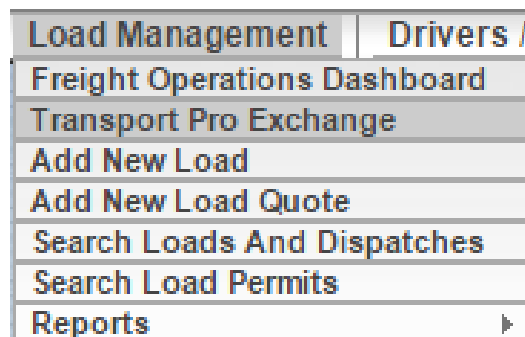 Load Management Drivers /
Freight Operations Dashboard
Transport Pro Exchange
Add New Load
Add New Load Quote
Search Loads And Dispatches
Search Load Permits
Reports